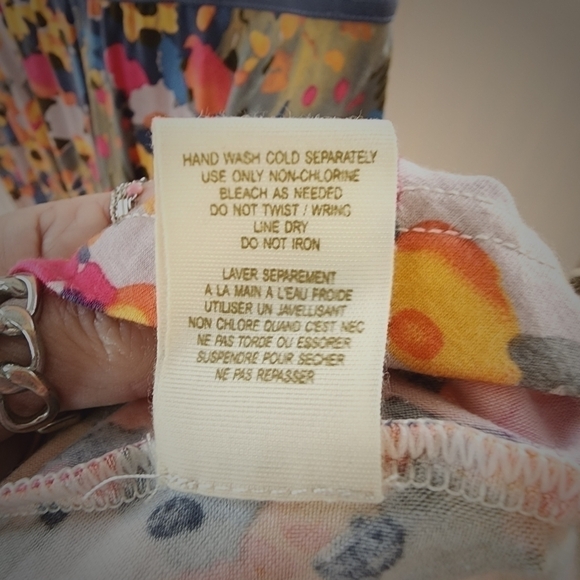 HAND WASH COLD SEPARATELY
USE ONLY NON-CHLORINE
BLEACH AS NEEDED
DO NOT TWIST / WRING
LINE DRY
DO NOT IRON
LAVER SEPAREMENT
A LA MAIN A L'EAU FROIDE
UTILISER UN JAVELLISANT
NON CHLORE QUAND C'EST NEC
NE PAS TORDE OU ESSORER
SUSPENDRE POUR SECHER
NE PAS REPASSER